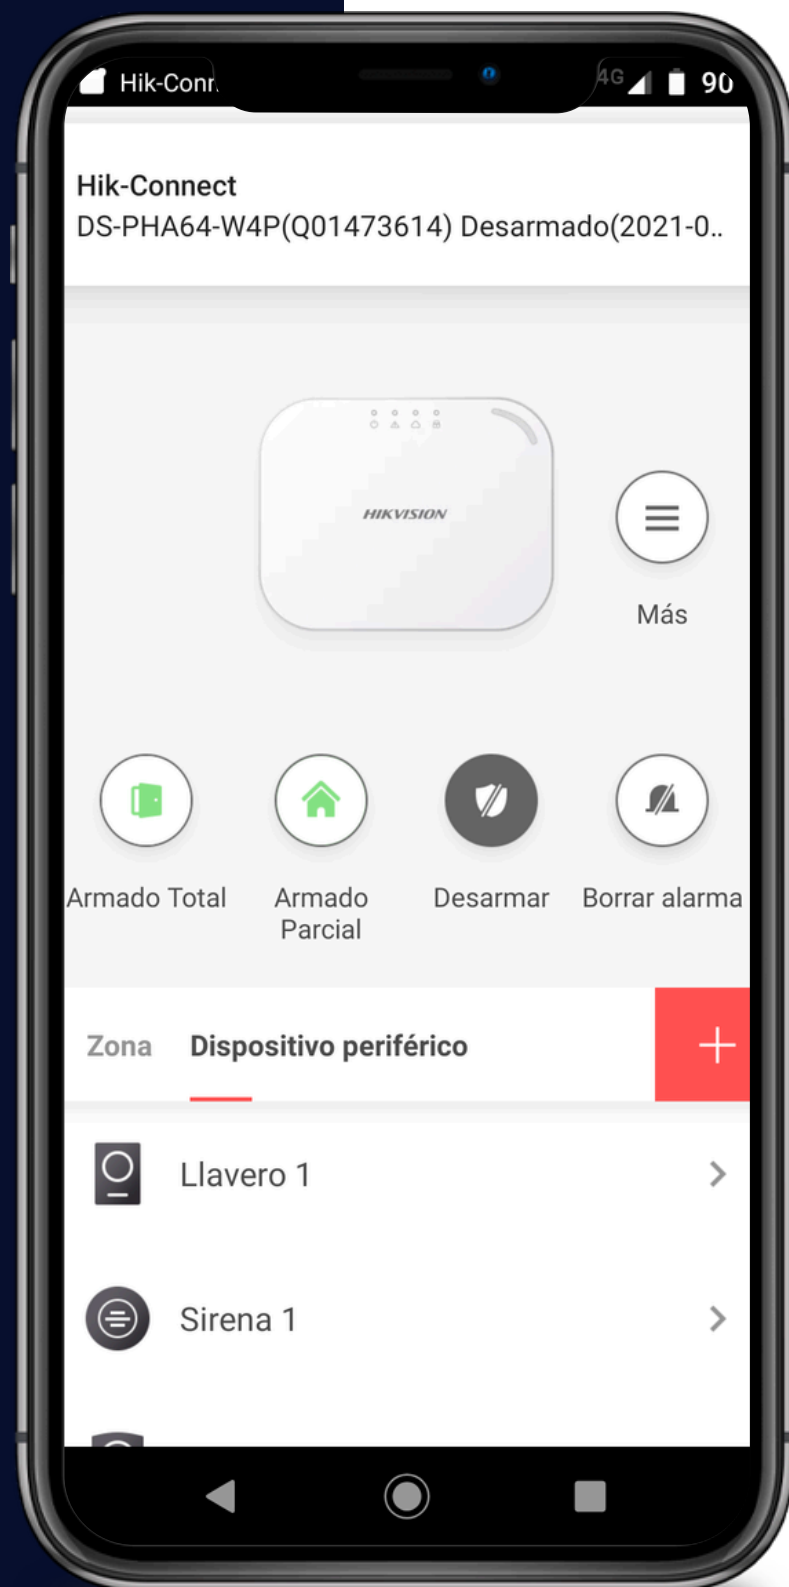 Hik-Conn
4G
90
Hik-Connect
DS-PHA64-W4P(Q01473614) Desarmado(2021-0..
HIKVISION
Más
Armado Total
Armado
Parcial
Desarmar
Borrar alarma
Zona
Dispositivo periférico
Llavero 1
Sirena 1